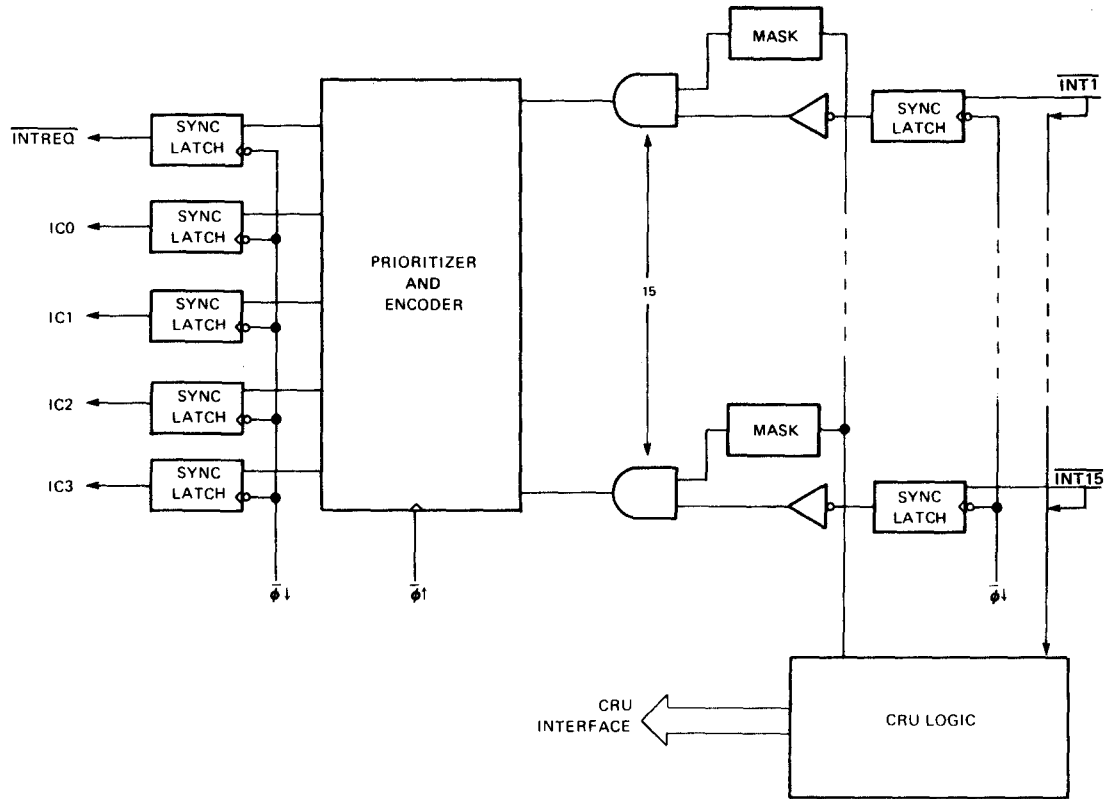 MASK
INT1
SYNC
LATCH
INTREQ
SYNC
LATCH
IC0
SYNC
LATCH
PRIORITIZER
AND
ENCODER
IC1
SYNC
LATCH
15
IC2
SYNC
LATCH
MASK
IC3
SYNC
LATCH
INT15
SYNC
LATCH
ϕ̅↓
ϕ̅↑
ϕ̅↓
CRU
INTERFACE
CRU LOGIC